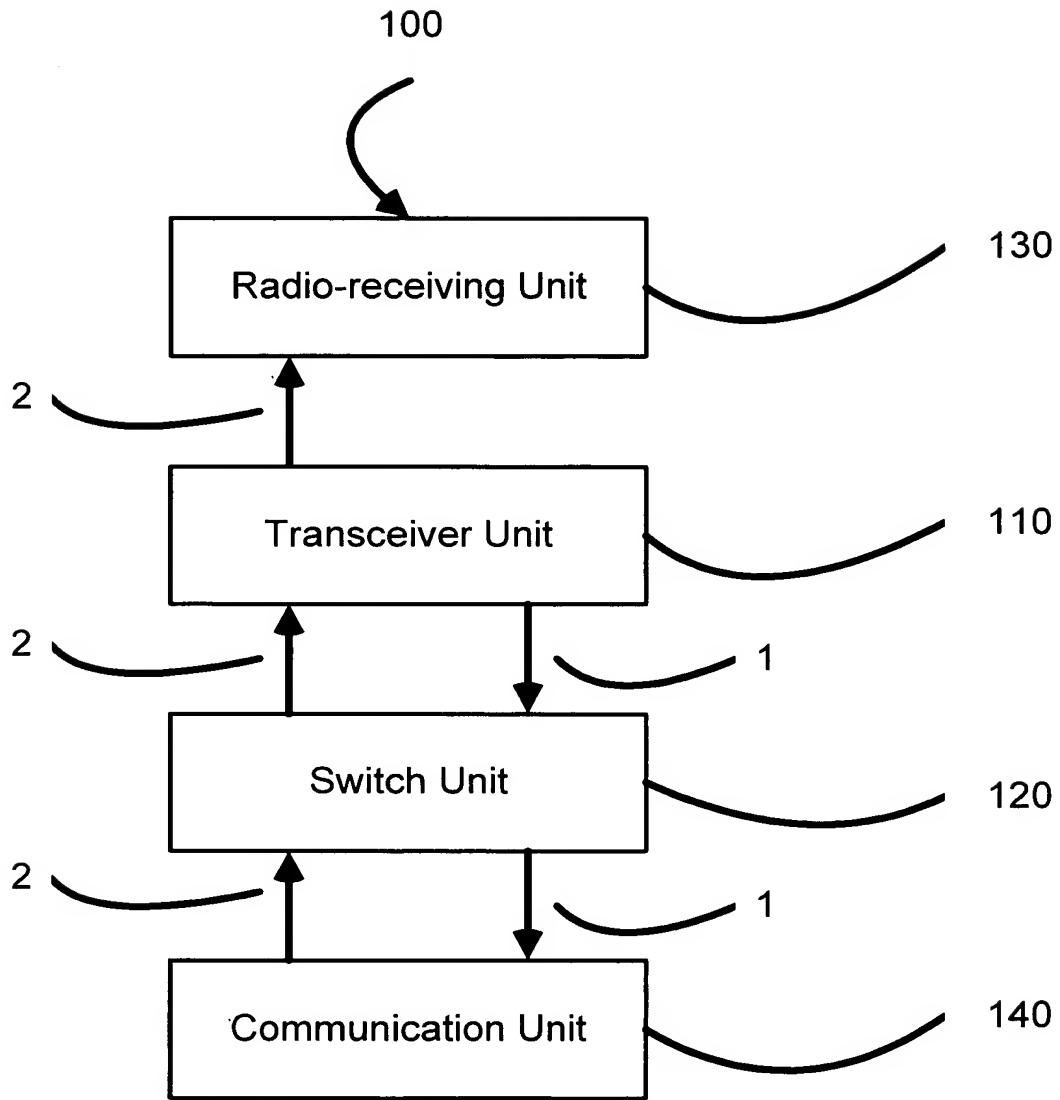 100
Radio-receiving Unit
130
2
Transceiver Unit
110
2
1
Switch Unit
120
2
1
Communication Unit
140